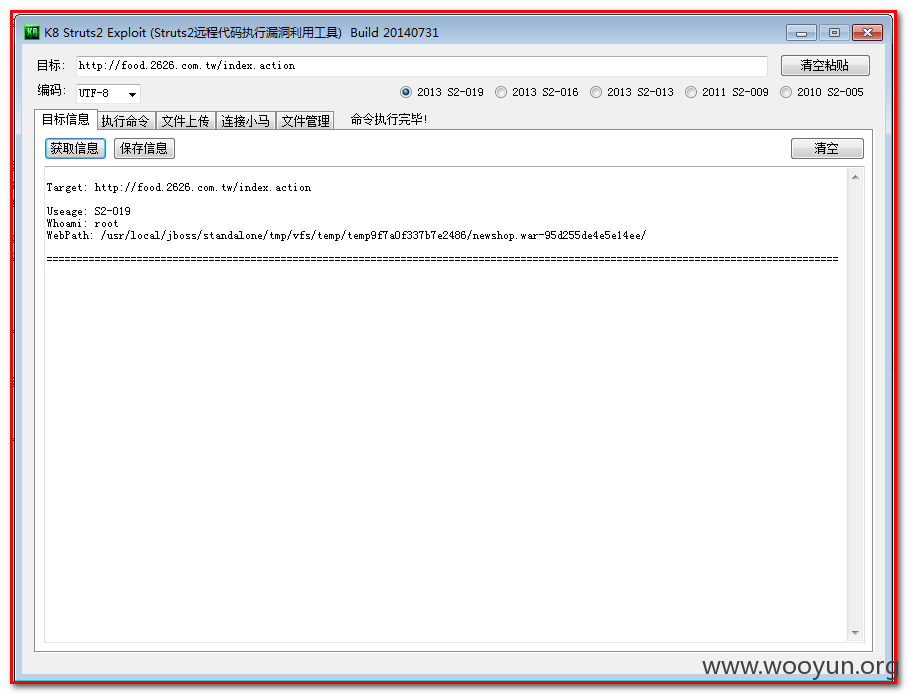 K8 Struts2 Exploit (Struts2远程代码执行漏洞利用工具) Build 20140731
目标: http://food.2626.com.tw/index.action 清空粘贴
编码: UTF-8 2013 S2-019 2013 S2-016 2013 S2-013 2011 S2-009 2010 S2-005
目标信息 执行命令 文件上传 连接小马 文件管理 命令执行完毕!
获取信息 保存信息 清空
Target: http://food.2626.com.tw/index.action
Useage: S2-019
Whoami: root
WebPath: /usr/local/jboss/standalone/tmp/vfs/temp/temp9f7a0f337b7e2486/newshop.war-95d255de4e5e14ee/
====================================================================================================================================
www.wooyun.org